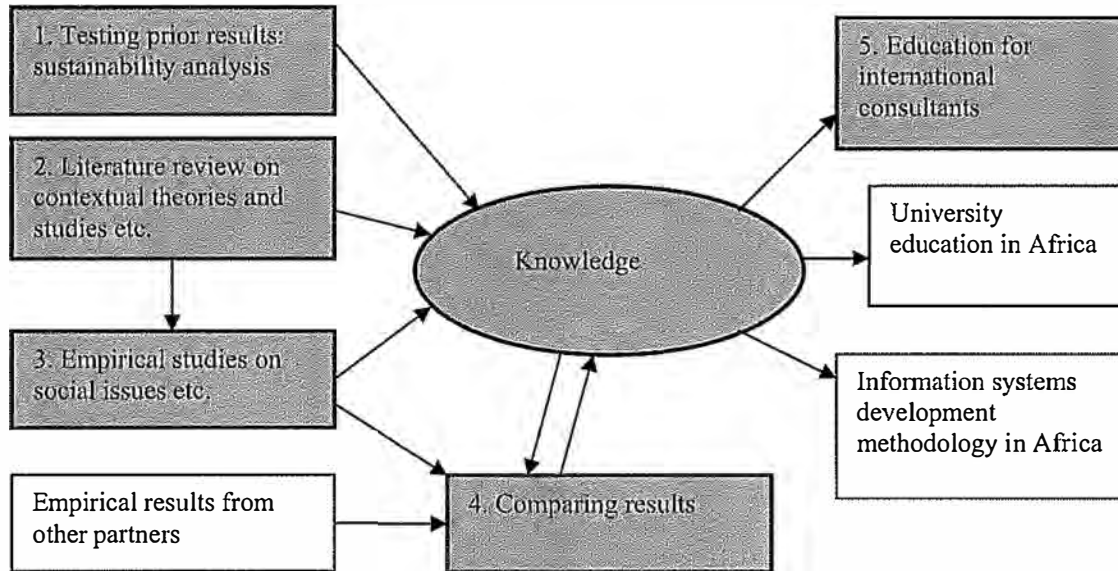 1. Testing prior results:
sustainability analysis
2. Literature review on
contextual theories and
studies etc.
3. Empirical studies on
social issues etc.
Empirical results from
other partners
Knowledge
4. Comparing results
5. Education for
international
consultants
University
education in Africa
Information systems
development
methodology in Africa